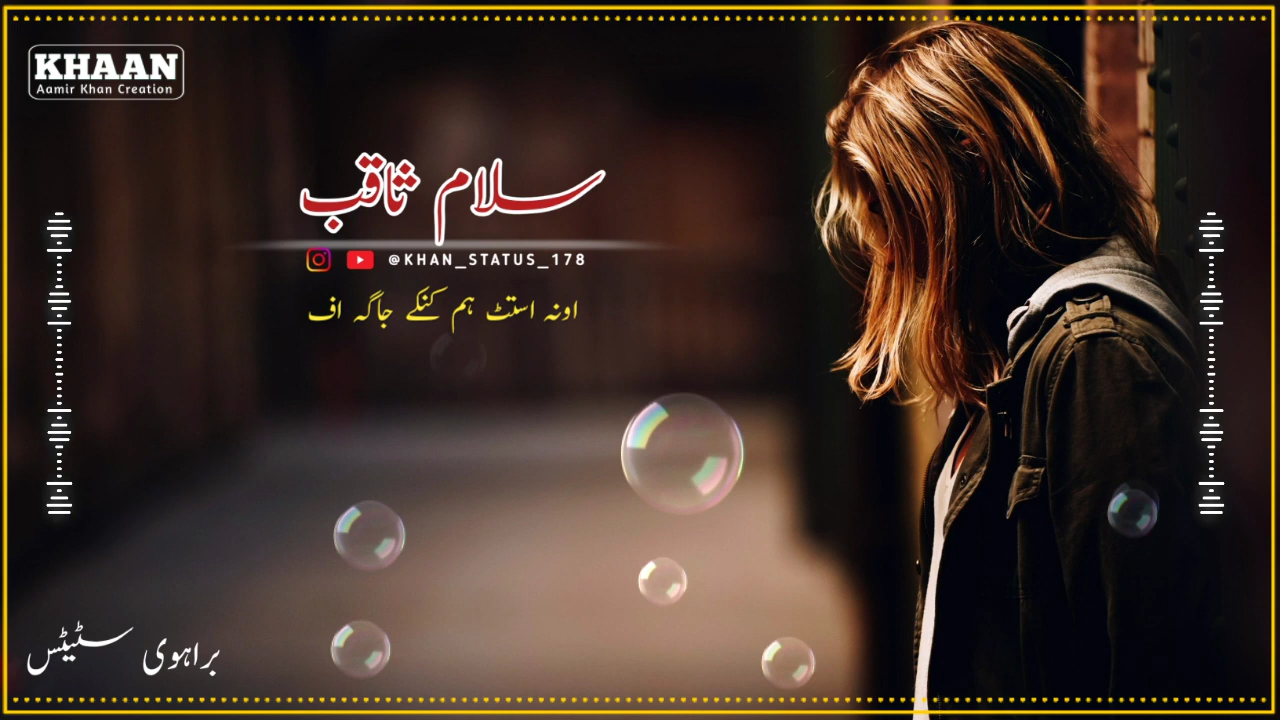 KHAAN
Aamir Khan Creation
سلام ثاقب
@KHAN_STATUS_178
اونہ استٹ ہم کنکے جاگہ اف
براہوی سٹیٹس